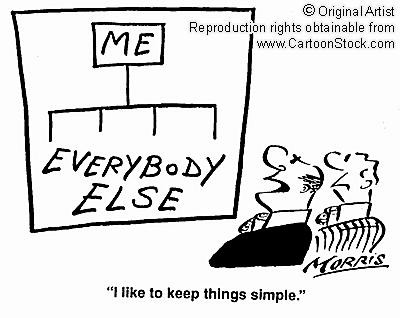 © Original Artist
Reproduction rights obtainable from
www.CartoonStock.com
ME
EVERYBODY
ELSE
MORRIS
"I like to keep things simple."